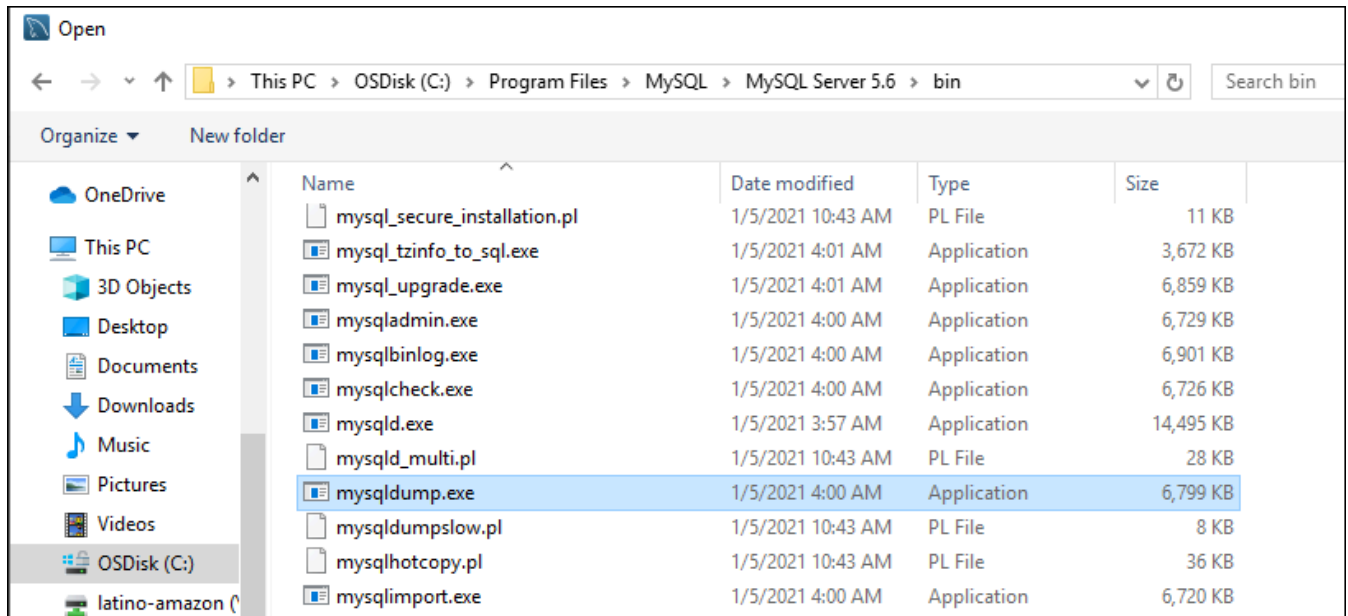 Open
This PC > OSDisk (C:) > Program Files > MySQL > MySQL Server 5.6 > bin
Search bin
Organize
New folder
OneDrive
This PC
3D Objects
Desktop
Documents
Downloads
Music
Pictures
Videos
OSDisk (C:)
latino-amazon ('
Name Date modified Type Size
mysql_secure_installation.pl 1/5/2021 10:43 AM PL File 11 KB
mysql_tzinfo_to_sql.exe 1/5/2021 4:01 AM Application 3,672 KB
mysql_upgrade.exe 1/5/2021 4:01 AM Application 6,859 KB
mysqladmin.exe 1/5/2021 4:00 AM Application 6,729 KB
mysqlbinlog.exe 1/5/2021 4:00 AM Application 6,901 KB
mysqlcheck.exe 1/5/2021 4:00 AM Application 6,726 KB
mysqld.exe 1/5/2021 3:57 AM Application 14,495 KB
mysqld_multi.pl 1/5/2021 10:43 AM PL File 28 KB
mysqldump.exe 1/5/2021 4:00 AM Application 6,799 KB
mysqldumpslow.pl 1/5/2021 10:43 AM PL File 8 KB
mysqlhotcopy.pl 1/5/2021 10:43 AM PL File 36 KB
mysqlimport.exe 1/5/2021 4:00 AM Application 6,720 KB